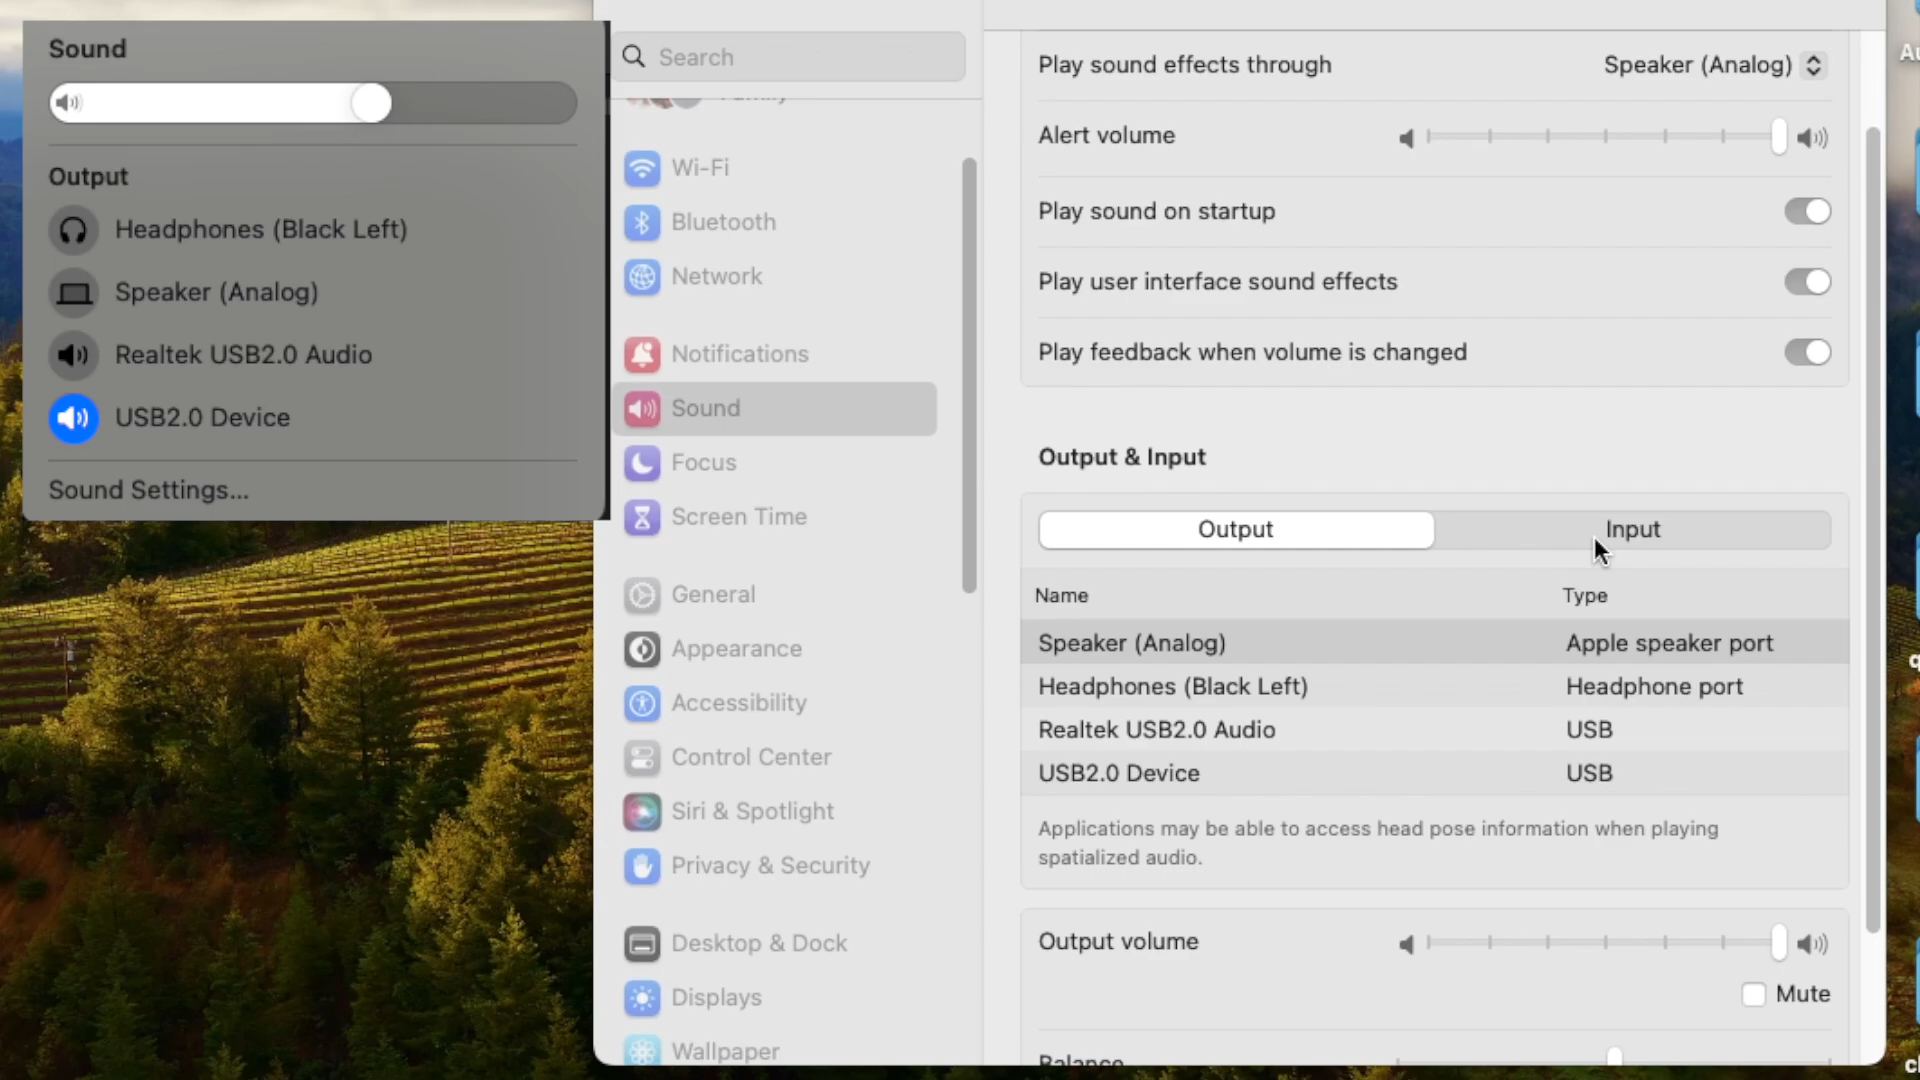 Sound
Output
Headphones (Black Left)
Speaker (Analog)
Realtek USB2.0 Audio
USB2.0 Device
Sound Settings...
Search
Family
Wi-Fi
Bluetooth
Network
Notifications
Sound
Focus
Screen Time
General
Appearance
Accessibility
Control Center
Siri & Spotlight
Privacy & Security
Desktop & Dock
Displays
Wallpaper
Play sound effects through Speaker (Analog)
Alert volume
Play sound on startup
Play user interface sound effects
Play feedback when volume is changed
Output & Input
Output Input
Name Type
Speaker (Analog) Apple speaker port
Headphones (Black Left) Headphone port
Realtek USB2.0 Audio USB
USB2.0 Device USB
Applications may be able to access head pose information when playing
spatialized audio.
Output volume
Mute
Balance